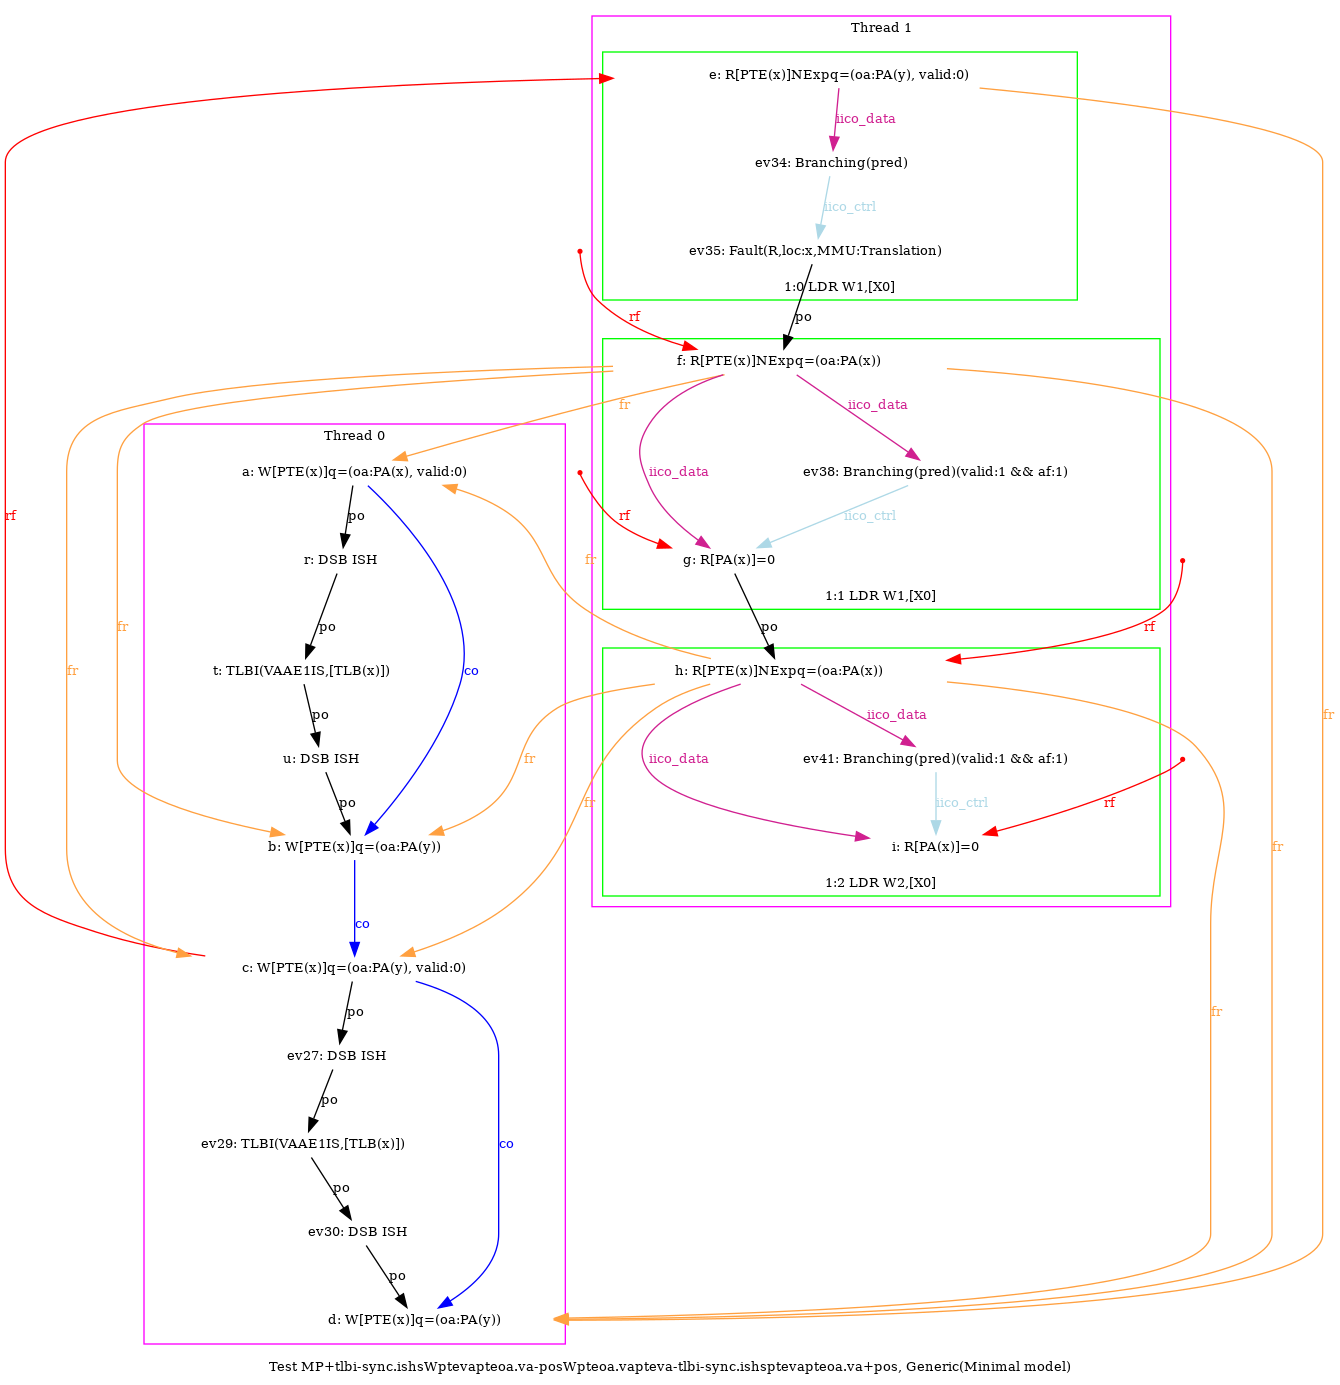 Thread 1
e: R[PTE(x)]NExpq=(oa:PA(y), valid:0)
iico_data
ev34: Branching(pred)
iico_ctrl
ev35: Fault(R,loc:x,MMU:Translation)
1:0 LDR W1,[X0]
rf
po
f: R[PTE(x)]NExpq=(oa:PA(x))
fr
iico_data
Thread 0
a: W[PTE(x)]q=(oa:PA(x), valid:0)
iico_data
ev38: Branching(pred)(valid:1 && af:1)
rf
po
rf
iico_ctrl
r: DSB ISH
fr
g: R[PA(x)]=0
1:1 LDR W1,[X0]
fr
po
po
rf
fr
t: TLBI(VAAE1IS,[TLB(x)])
co
h: R[PTE(x)]NExpq=(oa:PA(x))
po
iico_data
fr
u: DSB ISH
fr
iico_data
ev41: Branching(pred)(valid:1 && af:1)
po
fr
iico_ctrl
rf
b: W[PTE(x)]q=(oa:PA(y))
i: R[PA(x)]=0
fr
1:2 LDR W2,[X0]
co
c: W[PTE(x)]q=(oa:PA(y), valid:0)
po
fr
ev27: DSB ISH
po
ev29: TLBI(VAAE1IS,[TLB(x)])
co
po
ev30: DSB ISH
po
d: W[PTE(x)]q=(oa:PA(y))
Test MP+tlbi-sync.ishsWptevapteoa.va-posWpteoa.vapteva-tlbi-sync.ishsptevapteoa.va+pos, Generic(Minimal model)